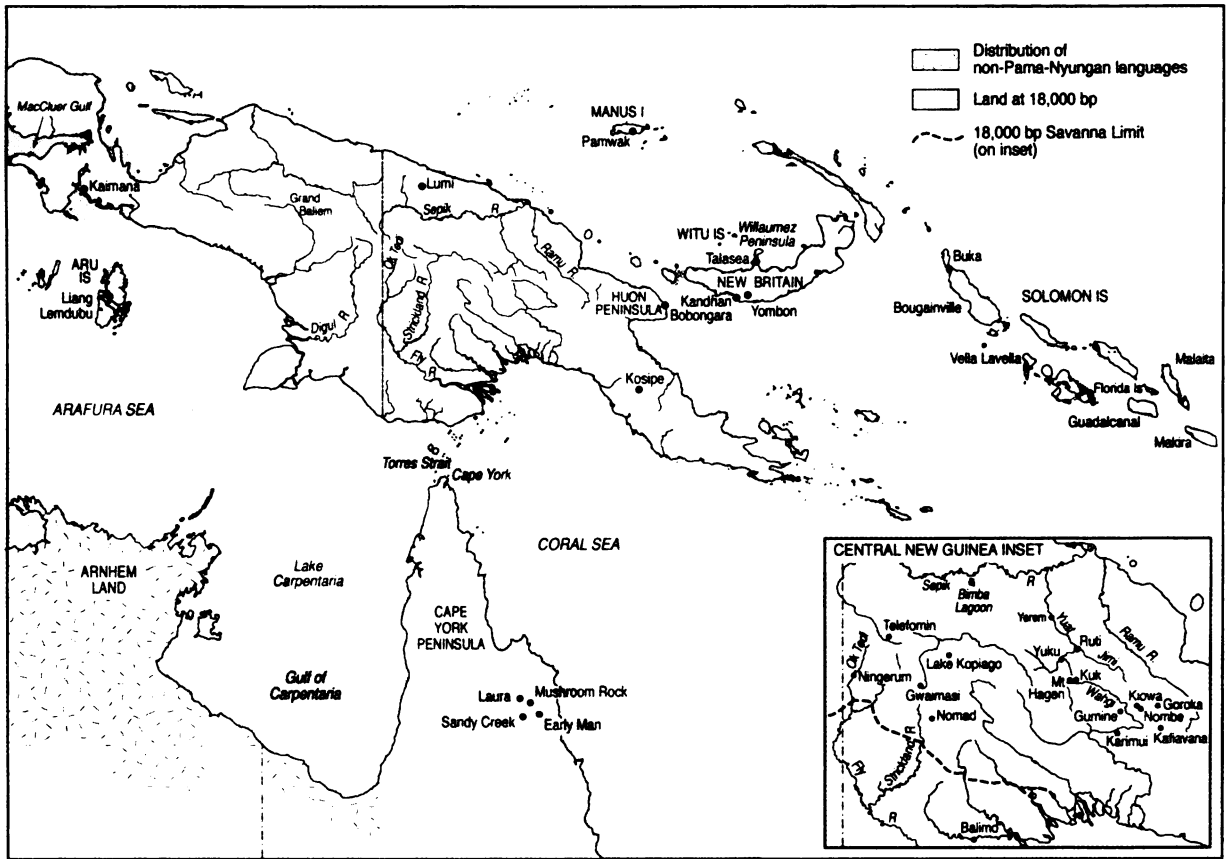 Distribution of
non-Pama-Nyungan languages
Land at 18,000 bp
18,000 bp Savanna Limit
(on inset)
MacCluer Gulf
MANUS I
Pamwak
Kaimana
Lumi
Grand
Baliem
Sepik R
Ok Tedi
Ramu R
WITU IS
Willaumez
Peninsula
Talasea
NEW BRITAIN
Kandrian
Yombon
HUON
PENINSULA
Bobongara
Buka
SOLOMON IS
Bougainville
Vella Lavella
Malaita
Florida Is
Guadalcanal
Makira
ARU
IS
Liang
Lemdubu
Digul R
Strickland R
Fly
R
Kosipe
ARAFURA SEA
Torres Strait
Cape York
CORAL SEA
ARNHEM
LAND
Lake
Carpentaria
CAPE
YORK
PENINSULA
Gulf of
Carpentaria
Laura
Mushroom Rock
Sandy Creek
Early Man
CENTRAL NEW GUINEA INSET
Sepik R
Bimba
Lagoon
Yerem
Yuat
Ramu R.
Telefomin
Ruti
Yuku
Jimi
Ok Tedi
Lake Kopiago
Ningerum
Mt
Hagen
Kuk
Gwaimasi
Wahgi
Kiowa
Goroka
Nomad
Gumine
Nombe
Karimui
Kafiavana
Strickland R
Fly
R
Balimo